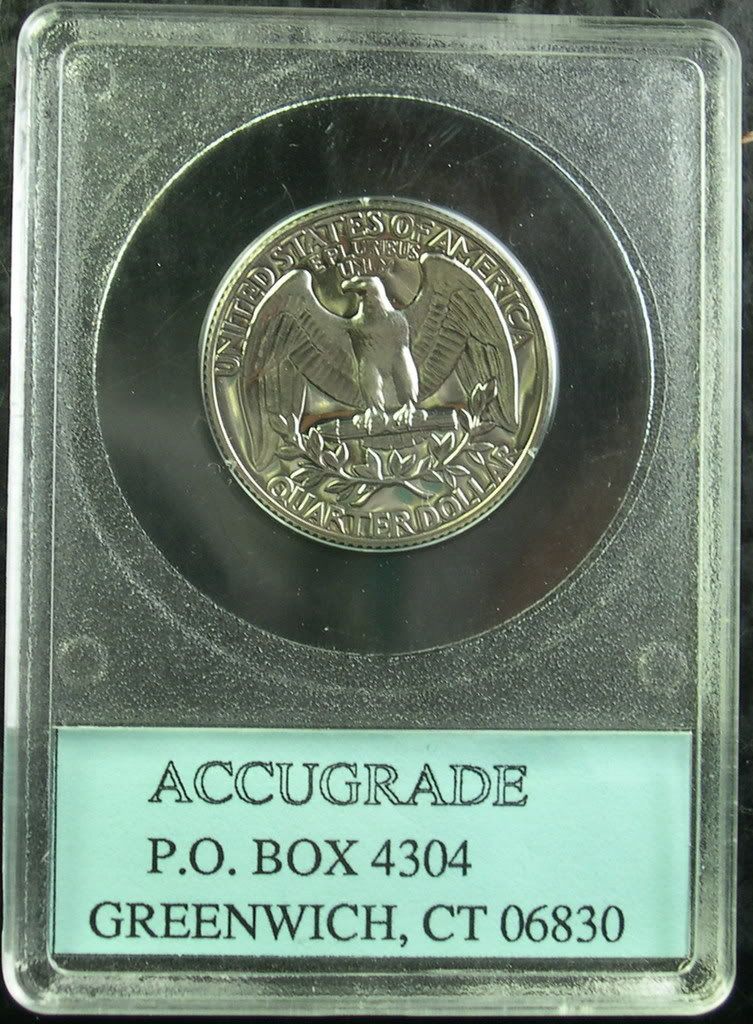 UNITED STATES OF AMERICA
E PLURIBUS
UNUM
QUARTER DOLLAR
ACCUGRADE
P.O. BOX 4304
GREENWICH, CT 06830